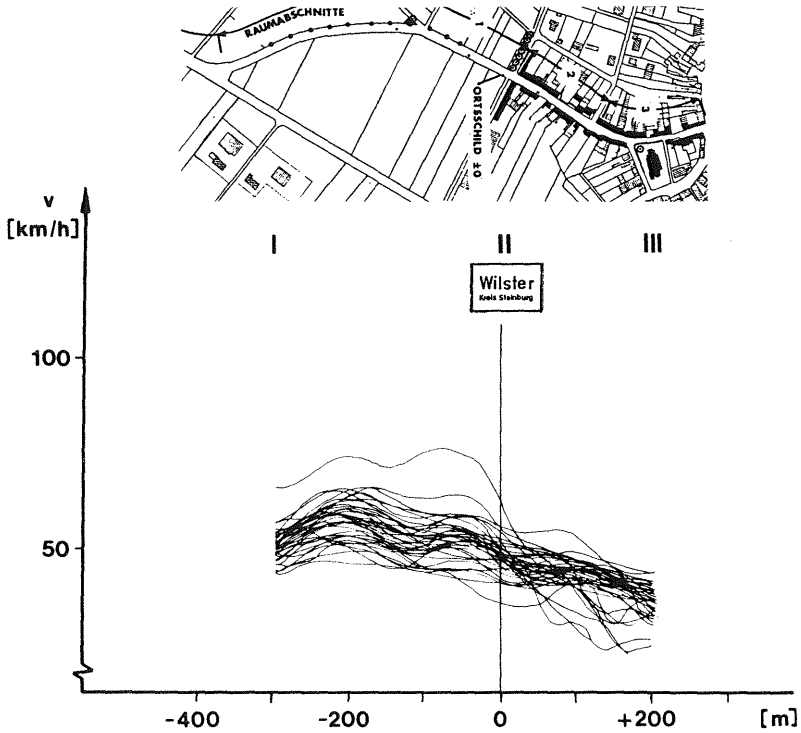 RAUMABSCHNITTE
1
2
3
ORTSSCHILD ±0
v
[km/h]
I
II
III
Wilster
Kreis Steinburg
100
50
-400
-200
0
+200
[m]